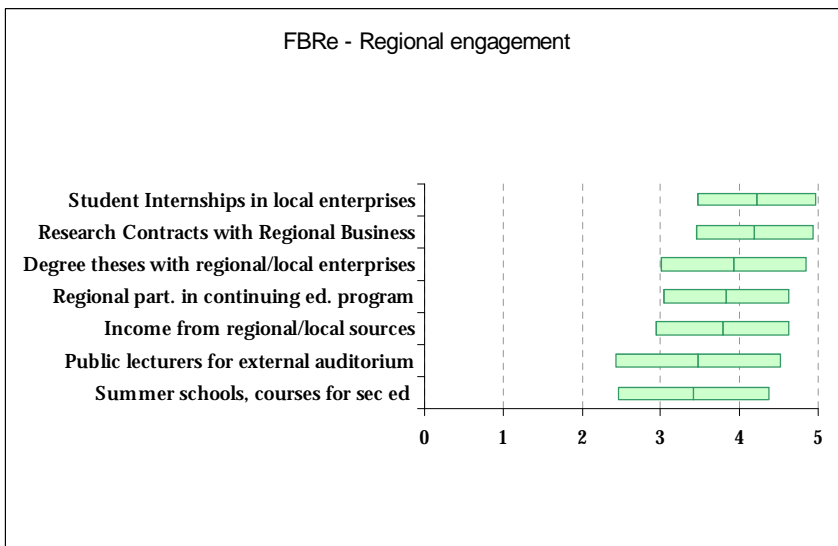 FBRe - Regional engagement
Student Internships in local enterprises
Research Contracts with Regional Business
Degree theses with regional/local enterprises
Regional part. in continuing ed. program
Income from regional/local sources
Public lecturers for external auditorium
Summer schools, courses for sec ed
0 1 2 3 4 5